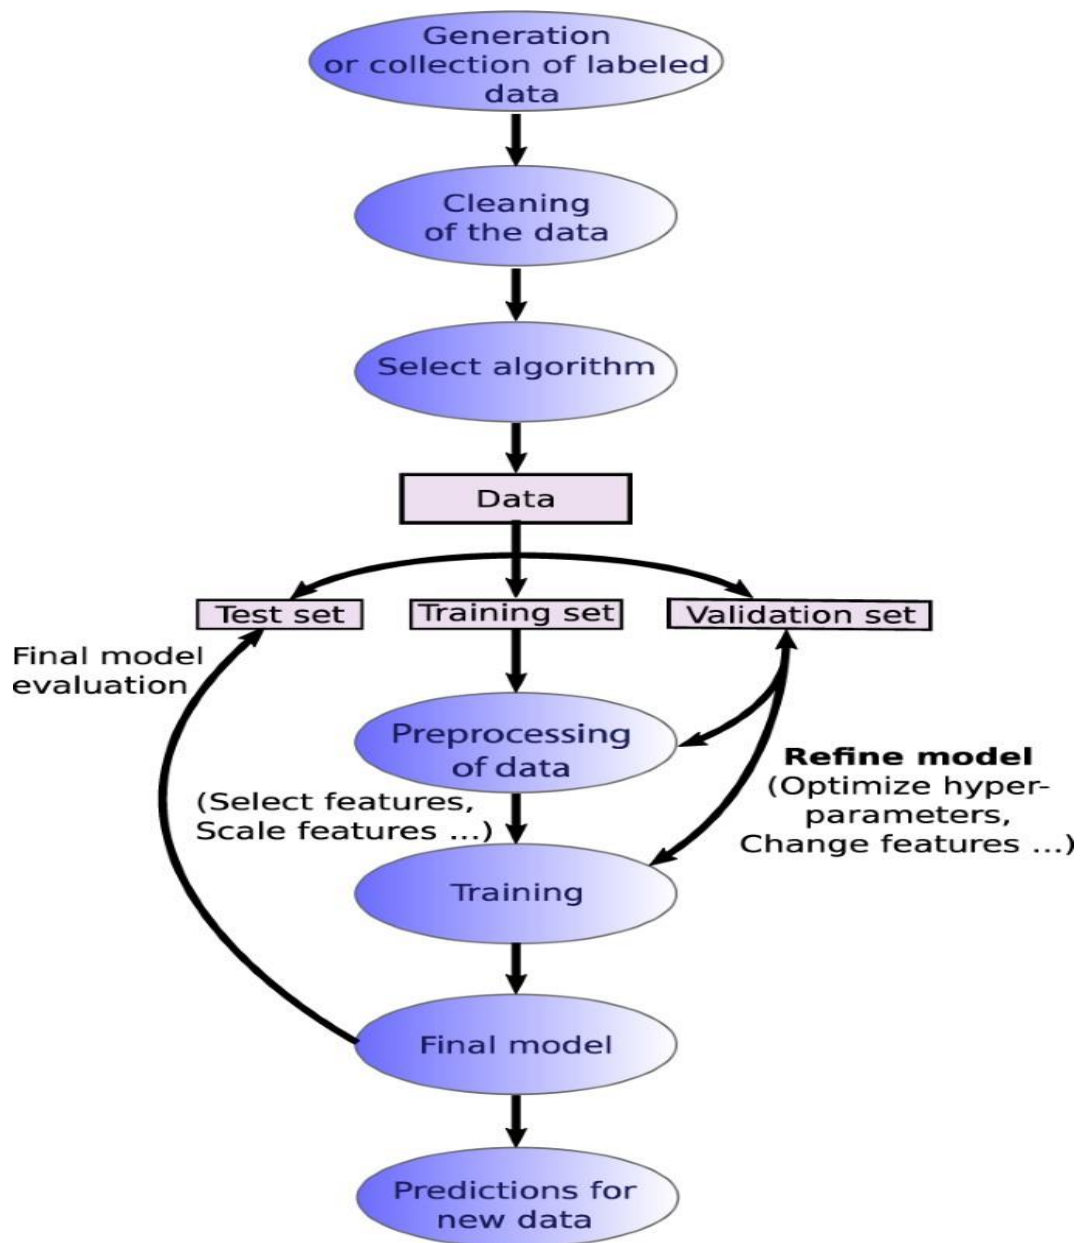 Generation
or collection of labeled
data
Cleaning
of the data
Select algorithm
Data
Test set
Training set
Validation set
Final model
evaluation
Preprocessing
of data
(Select features,
Scale features ...)
Refine model
(Optimize hyper-
parameters,
Change features ...)
Training
Final model
Predictions for
new data